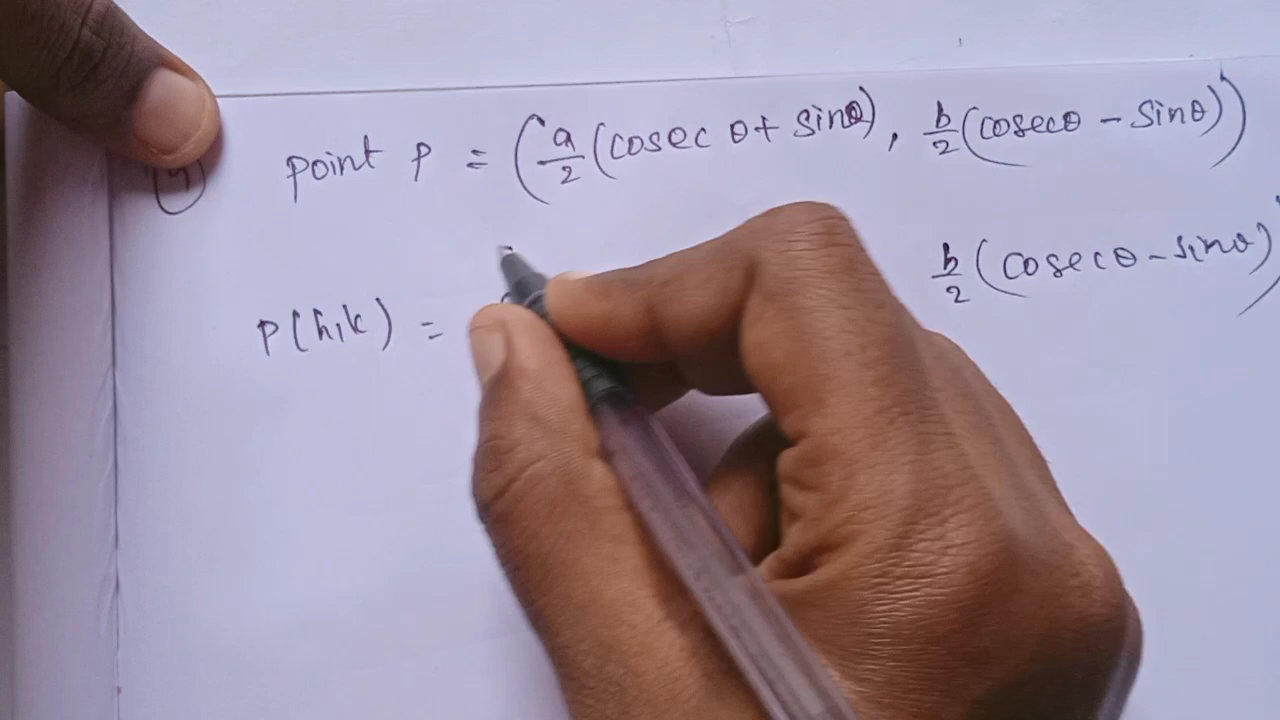 point P = (a/2 (cosec θ + sinθ), b/2 (cosecθ - sinθ))
P(h,k) = b/2 (cosecθ - sinθ)